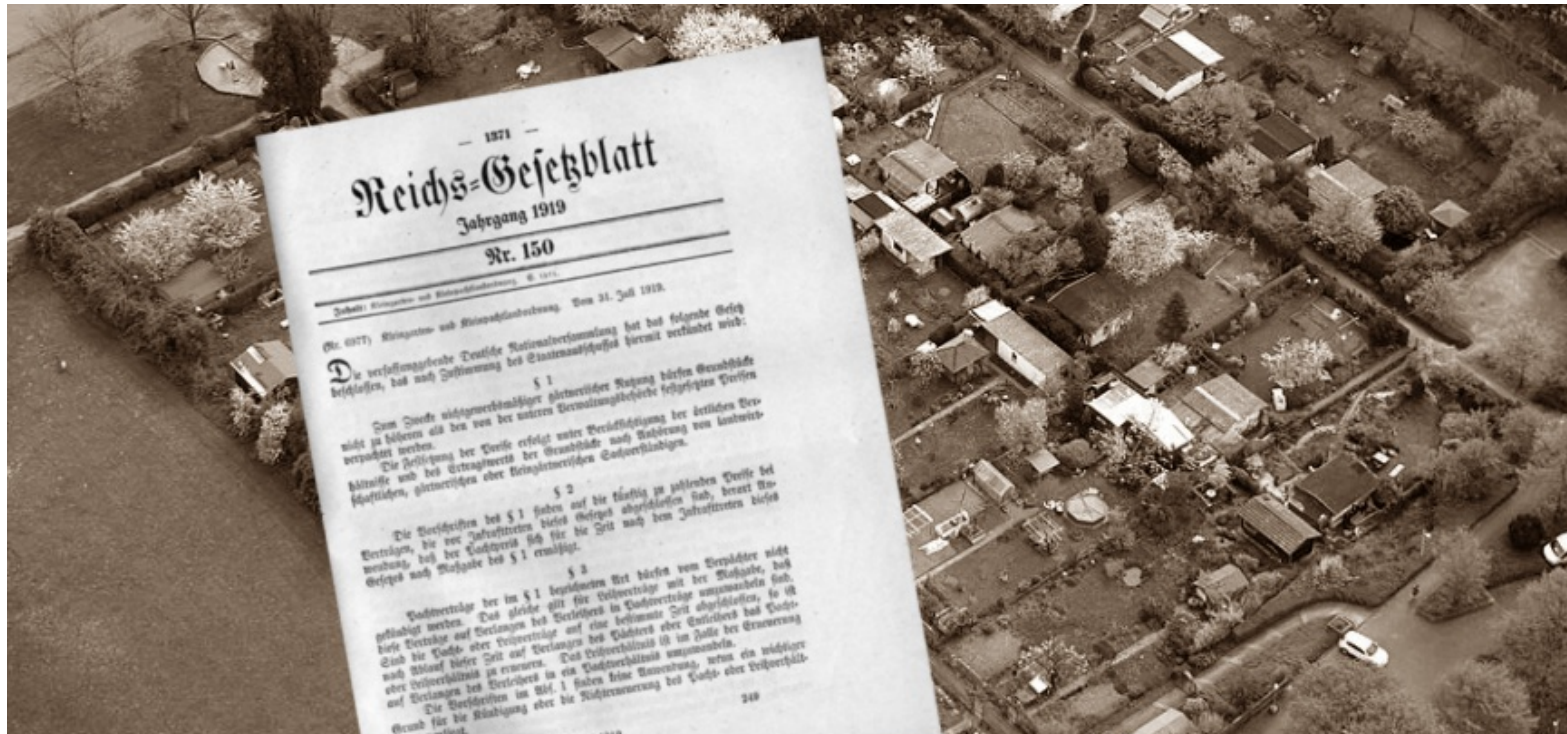 — 1371 —
Reichs-Gesetzblatt
Jahrgang 1919
Nr. 150
Inhalt: Kleingarten- und Kleinpachtlandordnung. S. 1371.
(Nr. 6977) Kleingarten- und Kleinpachtlandordnung. Vom 31. Juli 1919.
Die verfassunggebende Deutsche Nationalversammlung hat das folgende Gesetz
beschlossen, das nach Zustimmung des Staatenausschusses hiermit verkündet wird:
§ 1
Zum Zwecke nichtgewerbsmäßiger gärtnerischer Nutzung dürfen Grundstücke
nicht zu höheren als den von der unteren Verwaltungsbehörde festgesetzten Preisen
verpachtet werden.
Die Festsetzung der Preise erfolgt unter Berücksichtigung der örtlichen Ver-
hältnisse und des Ertragswerts der Grundstücke nach Anhörung von landwirt-
schaftlichen, gärtnerischen oder kleingärtnerischen Sachverständigen.
§ 2
Die Vorschriften des § 1 finden auf die künftig zu zahlenden Preise bei
Verträgen, die vor Inkrafttreten dieses Gesetzes abgeschlossen sind, derart An-
wendung, daß der Pachtpreis sich für die Zeit nach dem Inkrafttreten dieses
Gesetzes nach Maßgabe des § 1 ermäßigt.
§ 3
Pachtverträge der im § 1 bezeichneten Art dürfen vom Verpächter nicht
gekündigt werden. Das gleiche gilt für Leihverträge mit der Maßgabe, daß
diese Verträge auf Verlangen des Verleihers in Pachtverträge umzuwandeln sind.
Sind die Pacht- oder Leihverträge auf eine bestimmte Zeit abgeschlossen, so ist
nach Ablauf dieser Zeit auf Verlangen des Pächters oder Entleihers das Pacht-
oder Leihverhältnis zu erneuern. Das Leihverhältnis ist im Falle der Erneuerung
auf Verlangen des Verleihers in ein Pachtverhältnis umzuwandeln.
Die Vorschriften im Abs. 1 finden keine Anwendung, wenn ein wichtiger
Grund für die Kündigung oder die Nichterneuerung des Pacht- oder Leihverhält-
249